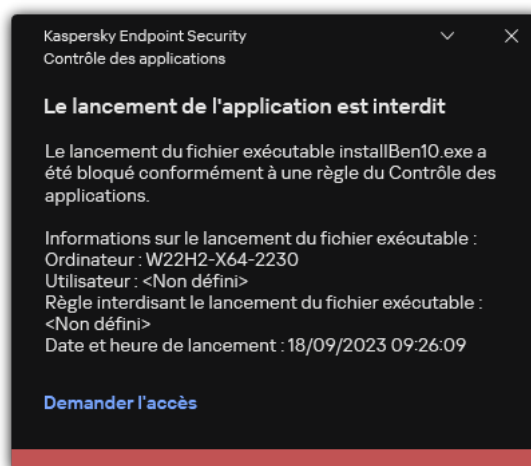 Kaspersky Endpoint Security
Contrôle des applications
Le lancement de l'application est interdit
Le lancement du fichier exécutable installBen10.exe a
été bloqué conformément à une règle du Contrôle des
applications.
Informations sur le lancement du fichier exécutable :
Ordinateur : W22H2-X64-2230
Utilisateur : <Non défini>
Règle interdisant le lancement du fichier exécutable :
<Non défini>
Date et heure de lancement : 18/09/2023 09:26:09
Demander l'accès